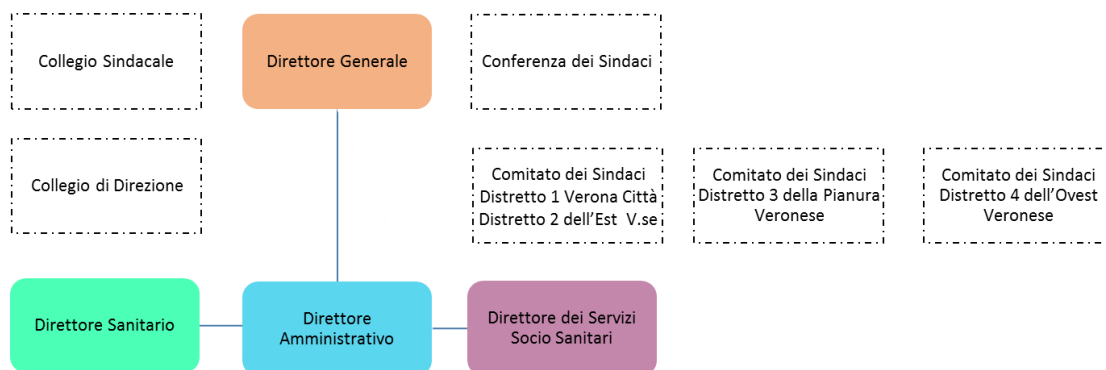 Collegio Sindacale
Direttore Generale
Conferenza dei Sindaci
Collegio di Direzione
Comitato dei Sindaci
Distretto 1 Verona Città
Distretto 2 dell'Est V.se
Comitato dei Sindaci
Distretto 3 della Pianura
Veronese
Comitato dei Sindaci
Distretto 4 dell'Ovest
Veronese
Direttore Sanitario
Direttore
Amministrativo
Direttore dei Servizi
Socio Sanitari